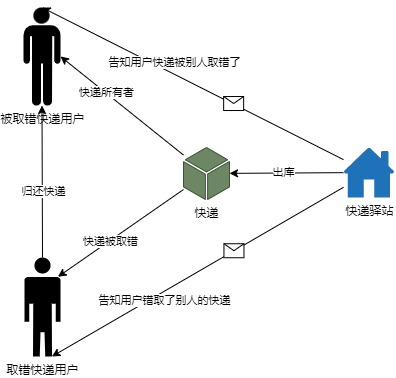 告知用户快递被别人取错了
快递所有者
被取错快递用户
出库
归还快递
快递
快递驿站
快递被取错
告知用户错取了别人的快递
取错快递用户